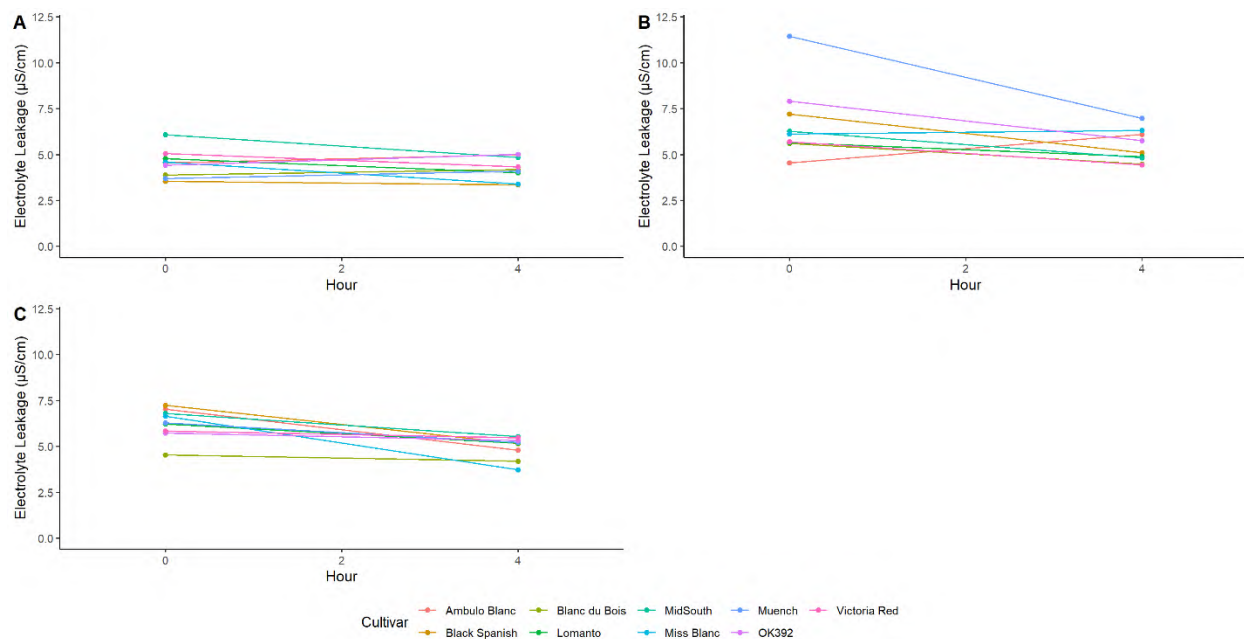 A
12.5
10.0
7.5
5.0
2.5
0.0
Electrolyte Leakage (µS/cm)
0 2 4
Hour
B
12.5
10.0
7.5
5.0
2.5
0.0
Electrolyte Leakage (µS/cm)
0 2 4
Hour
C
12.5
10.0
7.5
5.0
2.5
0.0
Electrolyte Leakage (µS/cm)
0 2 4
Hour
Cultivar
Ambulo Blanc Blanc du Bois MidSouth Muench Victoria Red
Black Spanish Lomanto Miss Blanc OK392